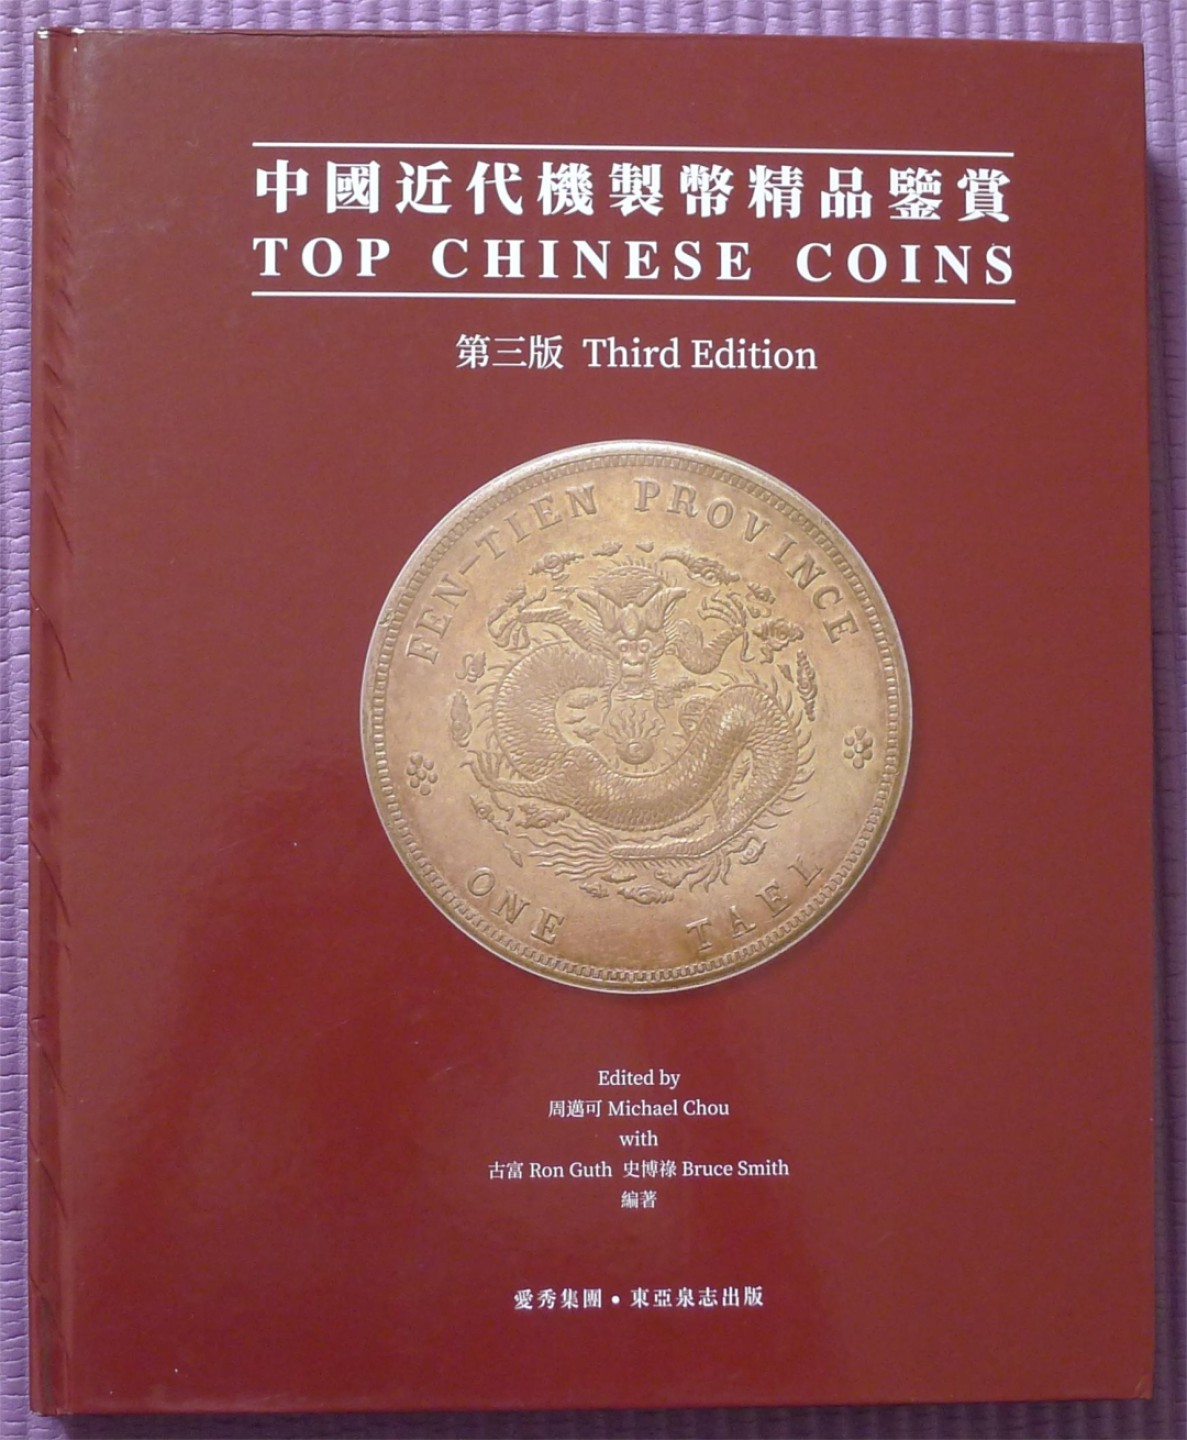 中國近代機製幣精品鑒賞
TOP CHINESE COINS
第三版 Third Edition
FEN-TIEN PROVINCE
ONE TAEL
Edited by
周邁可 Michael Chou
with
古富 Ron Guth 史博祿 Bruce Smith
編著
愛秀集團•東亞泉志出版